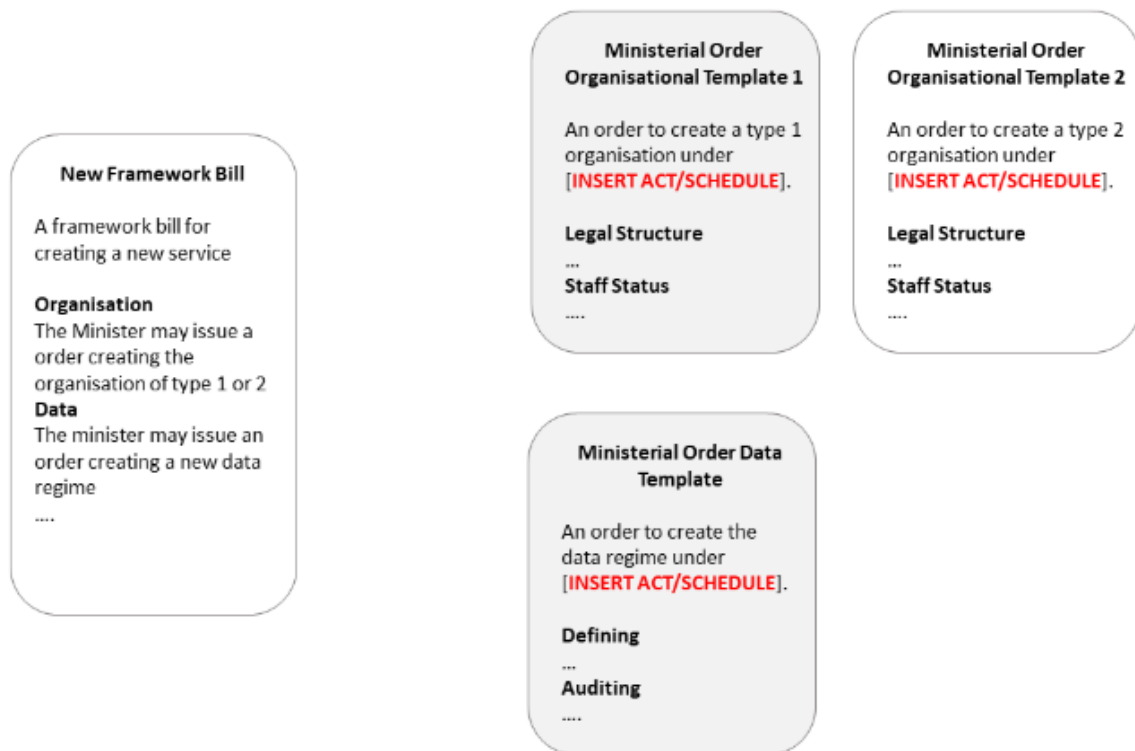 New Framework Bill
A framework bill for
creating a new service
Organisation
The Minister may issue a
order creating the
organisation of type 1 or 2
Data
The minister may issue an
order creating a new data
regime
....
Ministerial Order
Organisational Template 1
An order to create a type 1
organisation under
[INSERT ACT/SCHEDULE].
Legal Structure
...
Staff Status
....
Ministerial Order
Organisational Template 2
An order to create a type 2
organisation under
[INSERT ACT/SCHEDULE].
Legal Structure
...
Staff Status
....
Ministerial Order Data
Template
An order to create the
data regime under
[INSERT ACT/SCHEDULE].
Defining
...
Auditing
....